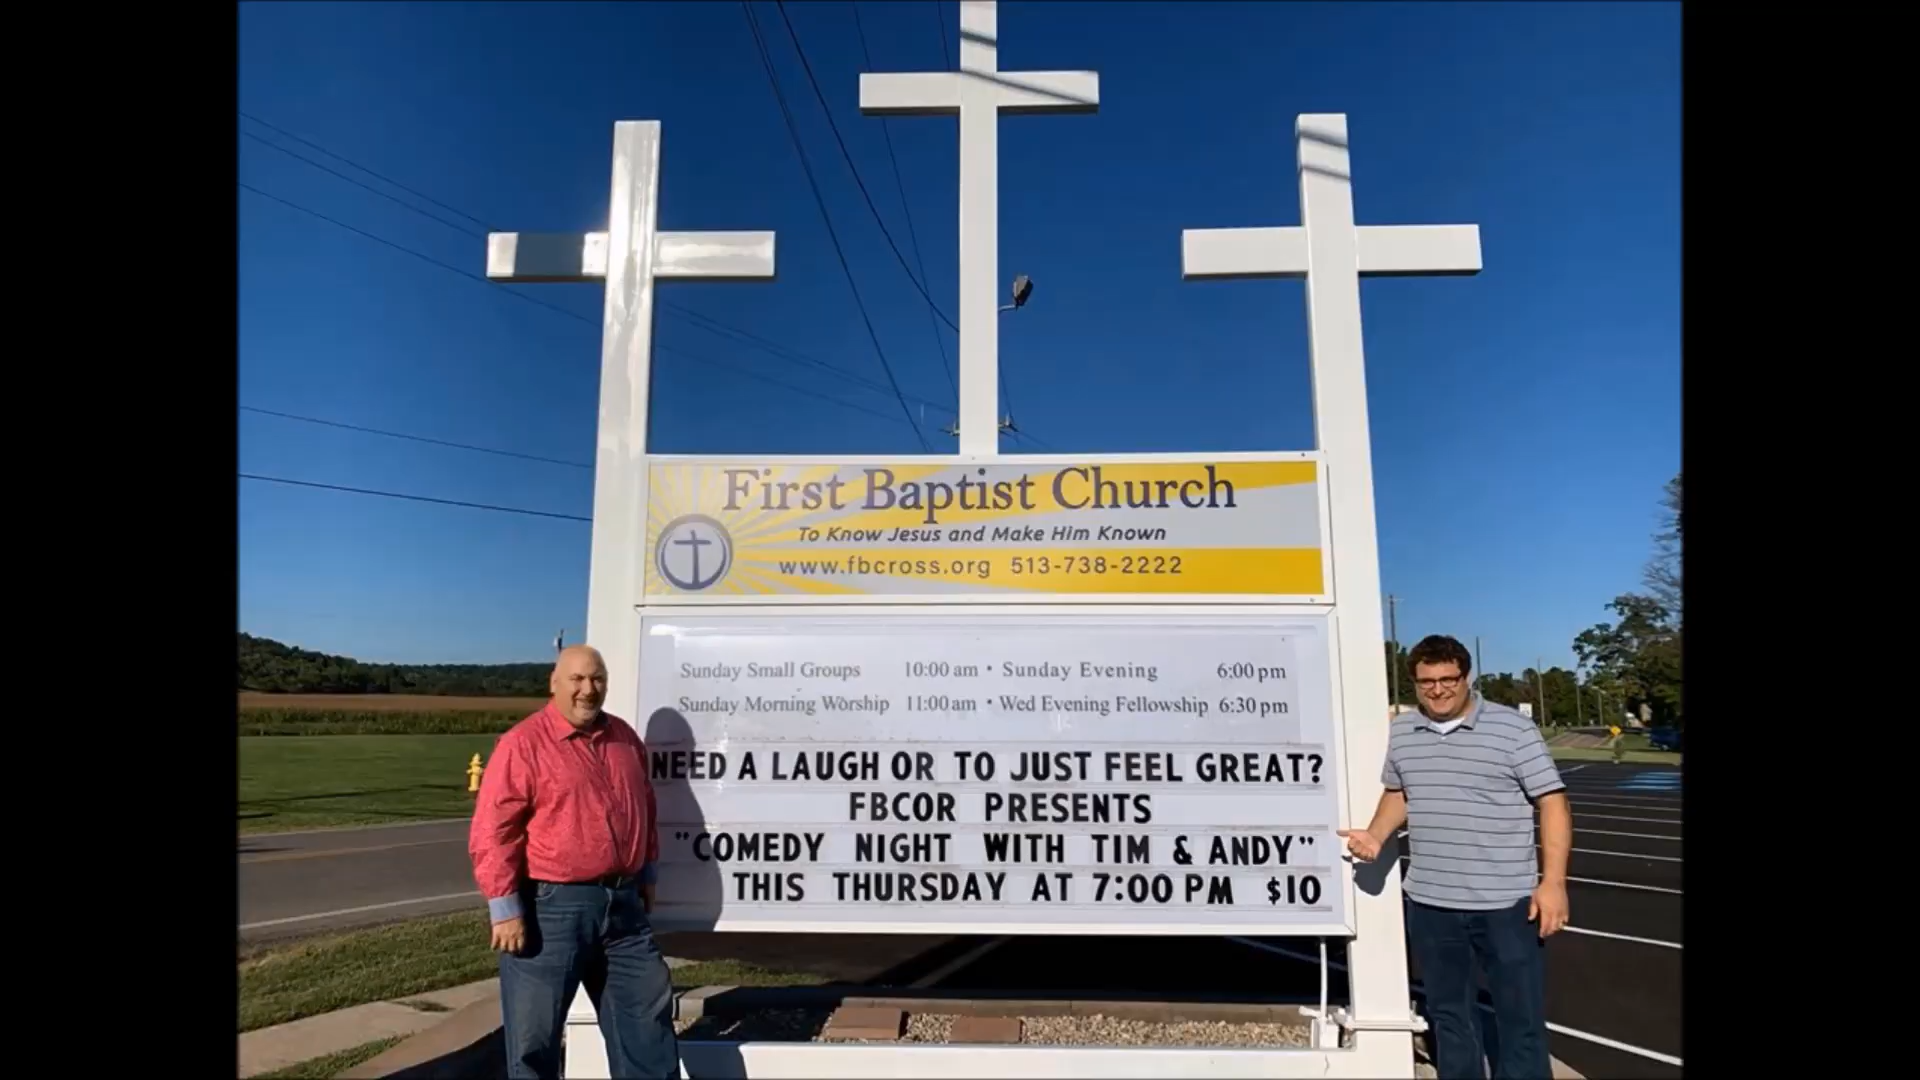 First Baptist Church
To Know Jesus and Make Him Known
www.fbcross.org 513-738-2222
Sunday Small Groups 10:00 am • Sunday Evening 6:00 pm
Sunday Morning Worship 11:00 am • Wed Evening Fellowship 6:30 pm
NEED A LAUGH OR TO JUST FEEL GREAT?
FBCOR PRESENTS
"COMEDY NIGHT WITH TIM & ANDY"
THIS THURSDAY AT 7:00 PM $10